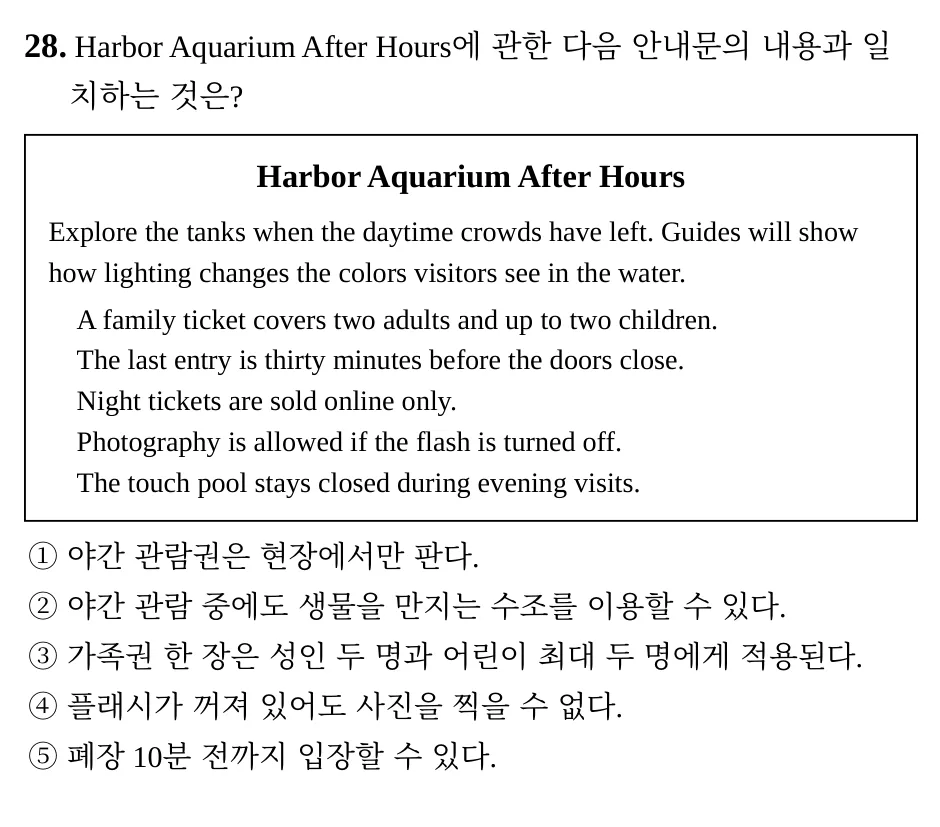 28. Harbor Aquarium After Hours에 관한 다음 안내문의 내용과 일
치하는 것은?
Harbor Aquarium After Hours
Explore the tanks when the daytime crowds have left. Guides will show
how lighting changes the colors visitors see in the water.
A family ticket covers two adults and up to two children.
The last entry is thirty minutes before the doors close.
Night tickets are sold online only.
Photography is allowed if the flash is turned off.
The touch pool stays closed during evening visits.
① 야간 관람권은 현장에서만 판다.
② 야간 관람 중에도 생물을 만지는 수조를 이용할 수 있다.
③ 가족권 한 장은 성인 두 명과 어린이 최대 두 명에게 적용된다.
④ 플래시가 꺼져 있어도 사진을 찍을 수 없다.
⑤ 폐장 10분 전까지 입장할 수 있다.